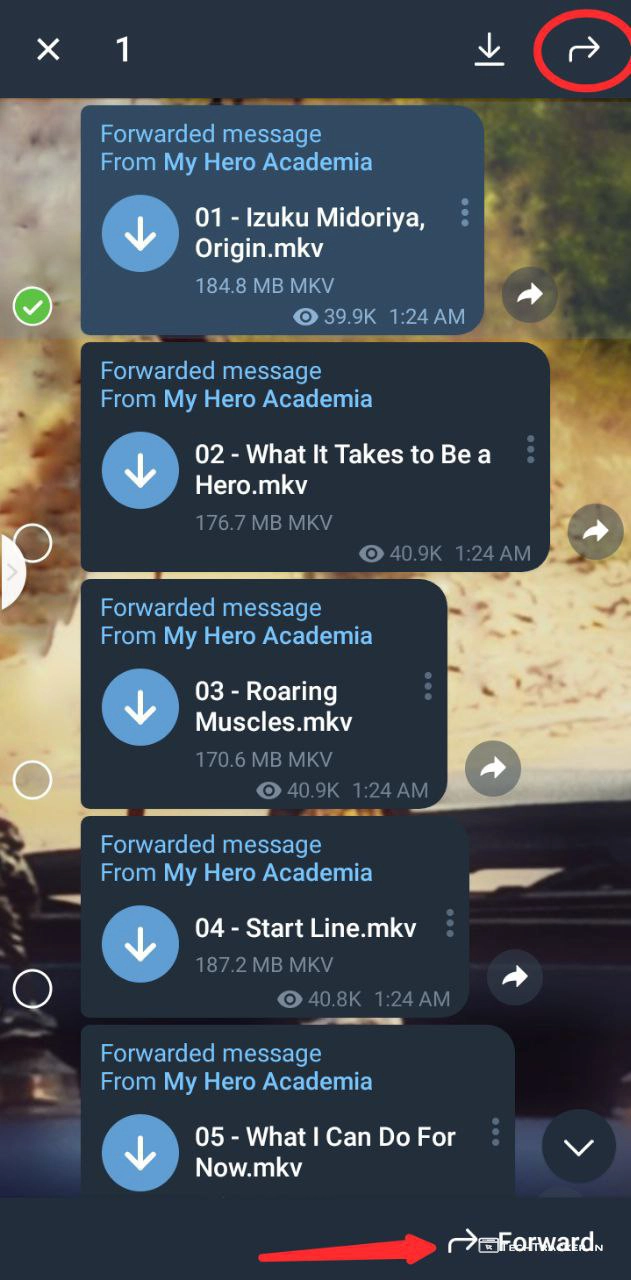 1
Forwarded message
From My Hero Academia
01 - Izuku Midoriya,
Origin.mkv
184.8 MB MKV
39.9K 1:24 AM
Forwarded message
From My Hero Academia
02 - What It Takes to Be a
Hero.mkv
176.7 MB MKV
40.9K 1:24 AM
Forwarded message
From My Hero Academia
03 - Roaring
Muscles.mkv
170.6 MB MKV
40.9K 1:24 AM
Forwarded message
From My Hero Academia
04 - Start Line.mkv
187.2 MB MKV
40.8K 1:24 AM
Forwarded message
From My Hero Academia
05 - What I Can Do For
Now.mkv
Forward
TechTracker.in